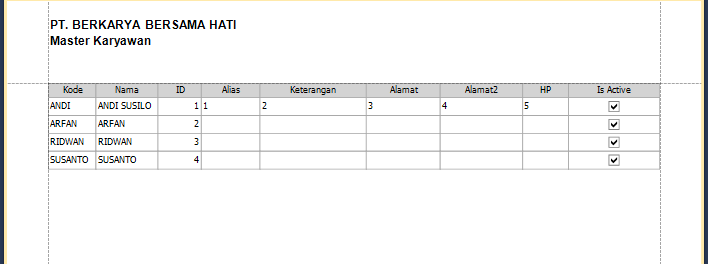 PT. BERKARYA BERSAMA HATI
Master Karyawan
Kode Nama ID Alias Keterangan Alamat Alamat2 HP Is Active
ANDI ANDI SUSILO 1 1 2 3 4 5
ARFAN ARFAN 2
RIDWAN RIDWAN 3
SUSANTO SUSANTO 4